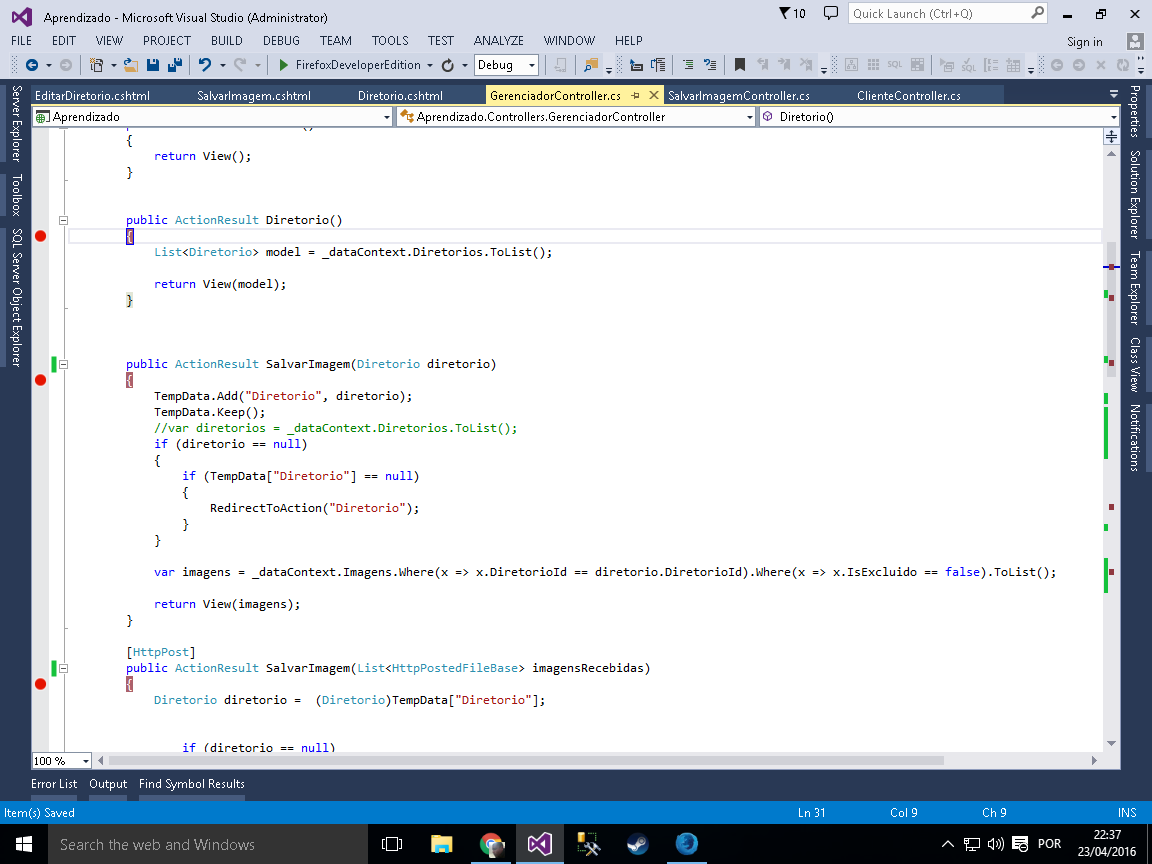 Aprendizado - Microsoft Visual Studio (Administrator)
10
Quick Launch (Ctrl+Q)
FILE EDIT VIEW PROJECT BUILD DEBUG TEAM TOOLS TEST ANALYZE WINDOW HELP
Sign in
FirefoxDeveloperEdition
Debug
EditarDiretorio.cshtml SalvarImagem.cshtml Diretorio.cshtml GerenciadorController.cs SalvarImagemController.cs ClienteController.cs
Aprendizado
Aprendizado.Controllers.GerenciadorController
Diretorio()
Server Explorer
Toolbox
SQL Server Object Explorer
{
return View();
}
public ActionResult Diretorio()
{
List<Diretorio> model = _dataContext.Diretorios.ToList();
return View(model);
}
public ActionResult SalvarImagem(Diretorio diretorio)
{
TempData.Add("Diretorio", diretorio);
TempData.Keep();
//var diretorios = _dataContext.Diretorios.ToList();
if (diretorio == null)
{
if (TempData["Diretorio"] == null)
{
RedirectToAction("Diretorio");
}
}
var imagens = _dataContext.Imagens.Where(x => x.DiretorioId == diretorio.DiretorioId).Where(x => x.IsExcluido == false).ToList();
return View(imagens);
}
[HttpPost]
public ActionResult SalvarImagem(List<HttpPostedFileBase> imagensRecebidas)
{
Diretorio diretorio =  (Diretorio)TempData["Diretorio"];
if (diretorio == null)
Properties
Solution Explorer
Team Explorer
Class View
Notifications
100 %
Error List Output Find Symbol Results
Item(s) Saved
Ln 31 Col 9 Ch 9 INS
Search the web and Windows
POR
22:37
23/04/2016